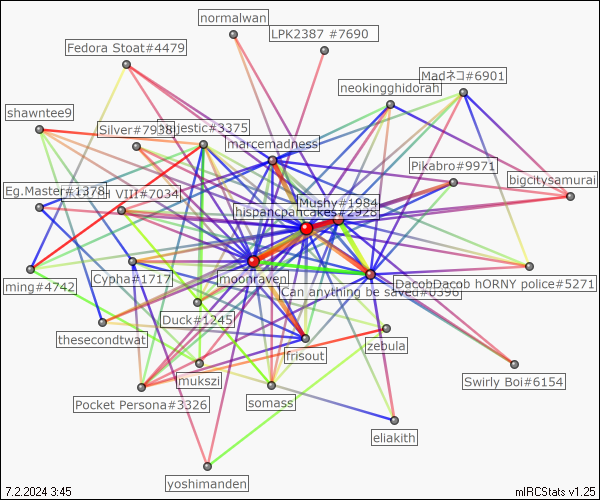 normalwan
LPK2387 #7690
Fedora Stoat#4479
Madネコ#6901
neokingghidorah
shawntee9
Silver#7938
jestic#3375
marcemadness
Pikabro#9971
bigcitysamurai
Eg.Master#1378
H VIII#7034
Mushy#1984
hispancpancakes#2928
ming#4742
Cypha#1717
moonraven
Can anything be saved#0398
DacobDacob hORNY police#5271
Duck#1245
thesecondtwat
frisout
zebula
mukszi
Swirly Boi#6154
Pocket Persona#3326
somass
eliakith
yoshimanden
7.2.2024 3:45
mIRCStats v1.25